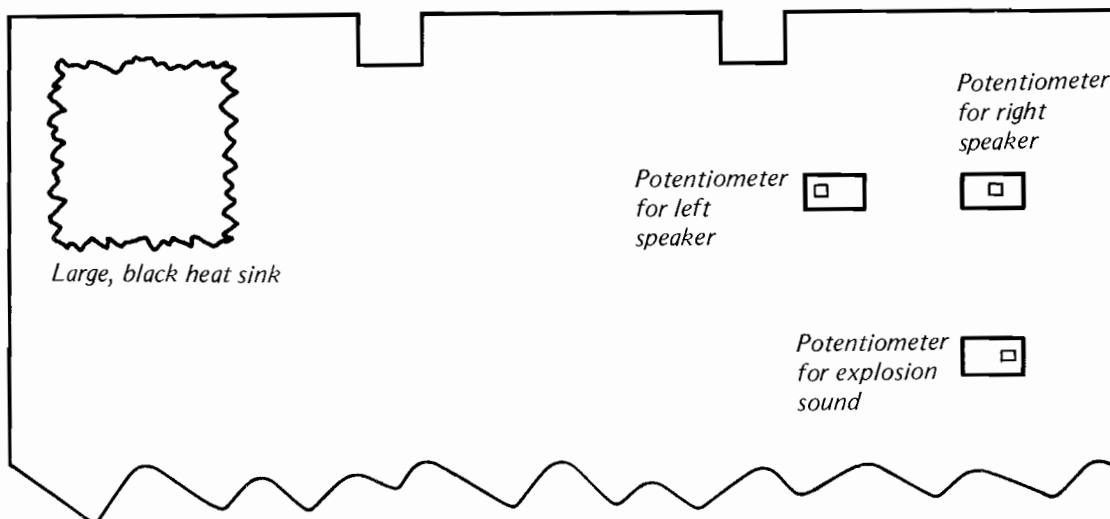 Potentiometer
for right
speaker
Potentiometer
for left
speaker
Large, black heat sink
Potentiometer
for explosion
sound